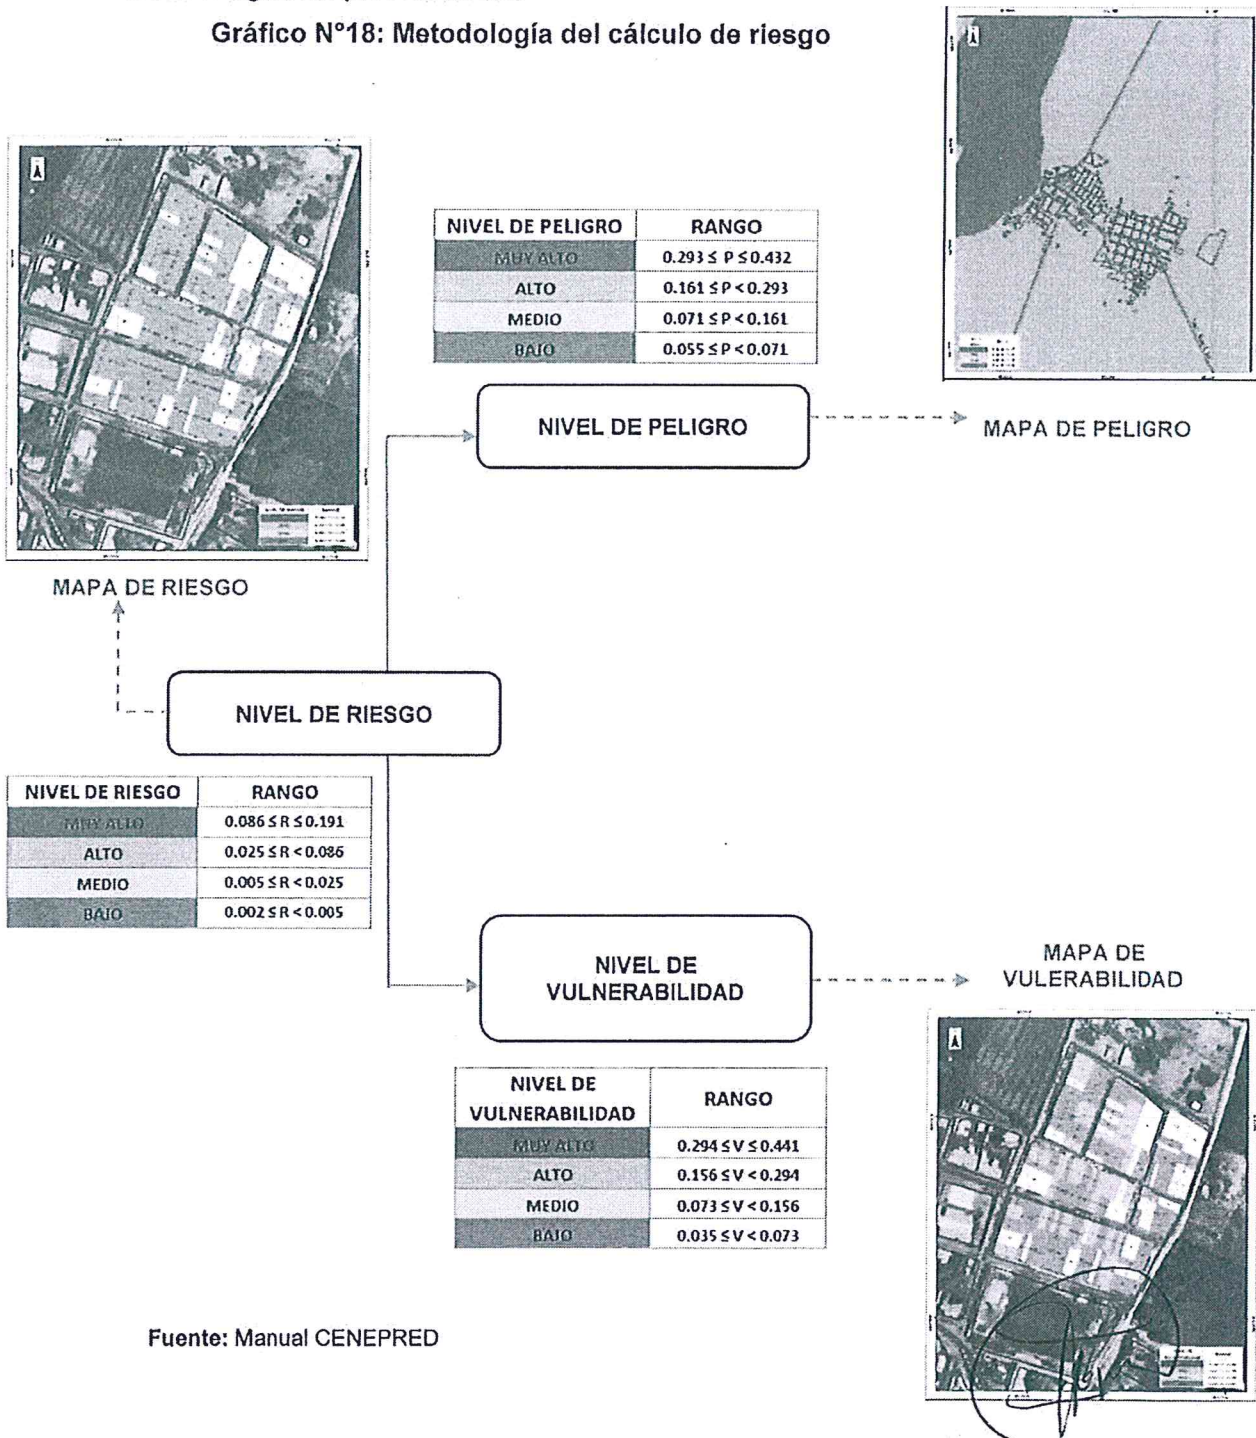 Gráfico N°18: Metodología del cálculo de riesgo
NIVEL DE PELIGRO RANGO
MUY ALTO 0.293 ≤ P ≤ 0.432
ALTO 0.161 ≤ P < 0.293
MEDIO 0.071 ≤ P < 0.161
BAJO 0.055 ≤ P < 0.071
NIVEL DE PELIGRO
MAPA DE PELIGRO
MAPA DE RIESGO
NIVEL DE RIESGO
NIVEL DE RIESGO RANGO
MUY ALTO 0.086 ≤ R ≤ 0.191
ALTO 0.025 ≤ R < 0.086
MEDIO 0.005 ≤ R < 0.025
BAJO 0.002 ≤ R < 0.005
NIVEL DE
VULNERABILIDAD
MAPA DE
VULERABILIDAD
NIVEL DE
VULNERABILIDAD RANGO
MUY ALTO 0.294 ≤ V ≤ 0.441
ALTO 0.156 ≤ V < 0.294
MEDIO 0.073 ≤ V < 0.156
BAJO 0.035 ≤ V < 0.073
Fuente: Manual CENEPRED